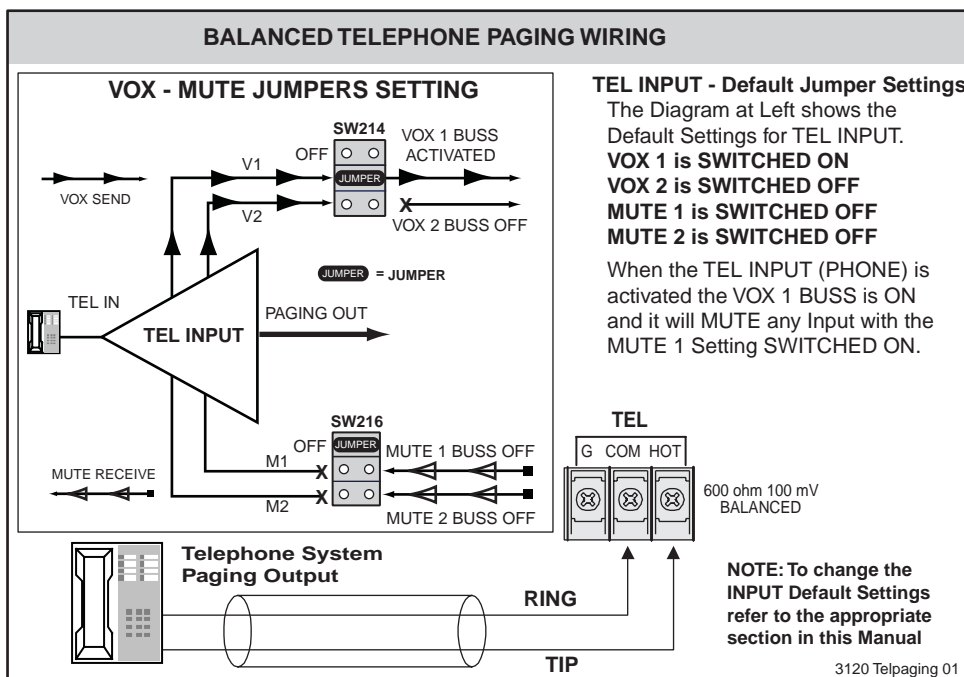 BALANCED TELEPHONE PAGING WIRING
VOX - MUTE JUMPERS SETTING
SW214
OFF
V1
VOX 1 BUSS
ACTIVATED
JUMPER
VOX SEND
V2
X
VOX 2 BUSS OFF
JUMPER = JUMPER
TEL IN
TEL INPUT
PAGING OUT
SW216
OFF
JUMPER
MUTE 1 BUSS OFF
M1
X
MUTE RECEIVE
X
M2
MUTE 2 BUSS OFF
TEL INPUT - Default Jumper Settings
The Diagram at Left shows the
Default Settings for TEL INPUT.
VOX 1 is SWITCHED ON
VOX 2 is SWITCHED OFF
MUTE 1 is SWITCHED OFF
MUTE 2 is SWITCHED OFF
When the TEL INPUT (PHONE) is
activated the VOX 1 BUSS is ON
and it will MUTE any Input with the
MUTE 1 Setting SWITCHED ON.
TEL
G COM HOT
600 ohm 100 mV
BALANCED
Telephone System
Paging Output
RING
TIP
NOTE: To change the
INPUT Default Settings
refer to the appropriate
section in this Manual
3120 Telpaging 01